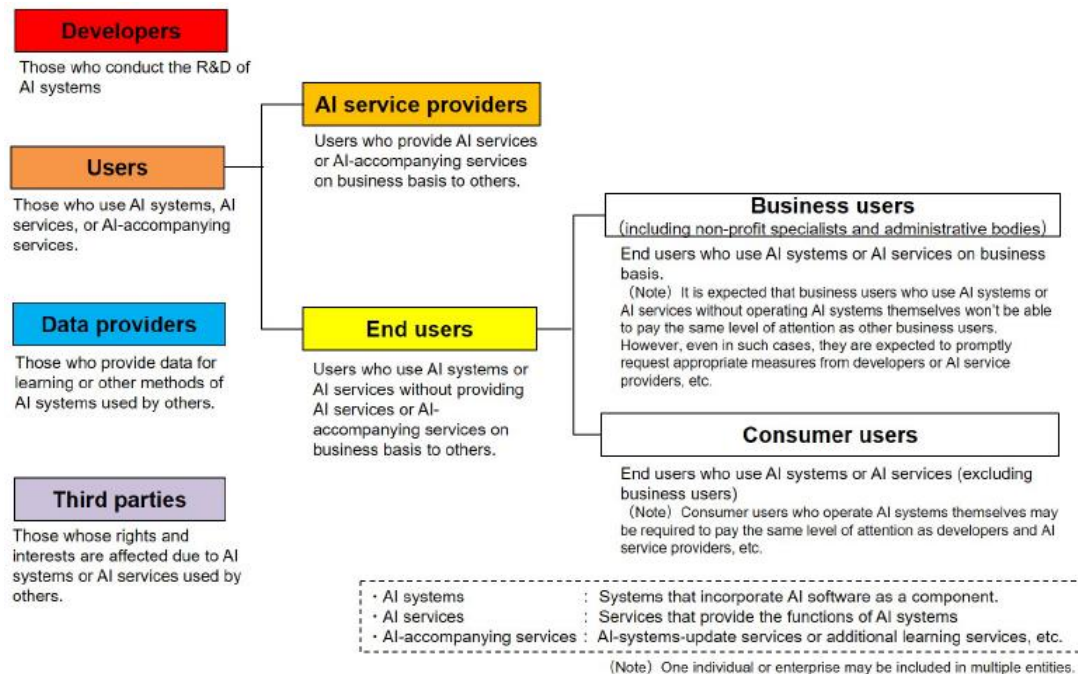 Developers
Those who conduct the R&D of
AI systems
Users
Those who use AI systems, AI
services, or AI-accompanying
services.
Data providers
Those who provide data for
learning or other methods of
AI systems used by others.
Third parties
Those whose rights and
interests are affected due to AI
systems or AI services used by
others.
AI service providers
Users who provide AI services
or AI-accompanying services
on business basis to others.
End users
Users who use AI systems or
AI services without providing
AI services or AI-
accompanying services on
business basis to others.
Business users
(including non-profit specialists and administrative bodies)
End users who use AI systems or AI services on business
basis.
(Note) It is expected that business users who use AI systems or
AI services without operating AI systems themselves won't be able
to pay the same level of attention as other business users.
However, even in such cases, they are expected to promptly
request appropriate measures from developers or AI service
providers, etc.
Consumer users
End users who use AI systems or AI services (excluding
business users)
(Note) Consumer users who operate AI systems themselves may
be required to pay the same level of attention as developers and AI
service providers, etc.
・AI systems : Systems that incorporate AI software as a component.
・AI services : Services that provide the functions of AI systems
・AI-accompanying services : AI-systems-update services or additional learning services, etc.
(Note) One individual or enterprise may be included in multiple entities.